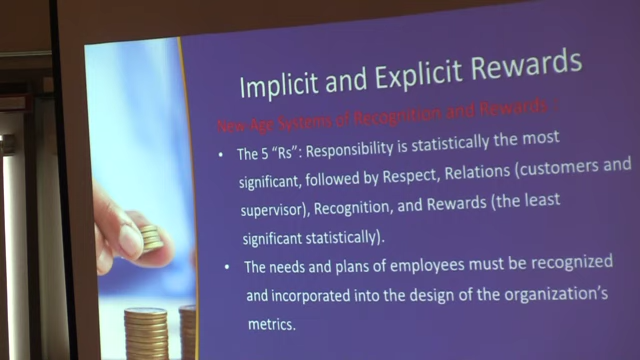 Implicit and Explicit Rewards
New Age Systems of Recognition and Rewards :
• The 5 “Rs”: Responsibility is statistically the most
significant, followed by Respect, Relations (customers and
supervisor), Recognition, and Rewards (the least
significant statistically).
• The needs and plans of employees must be recognized
and incorporated into the design of the organization’s
metrics.